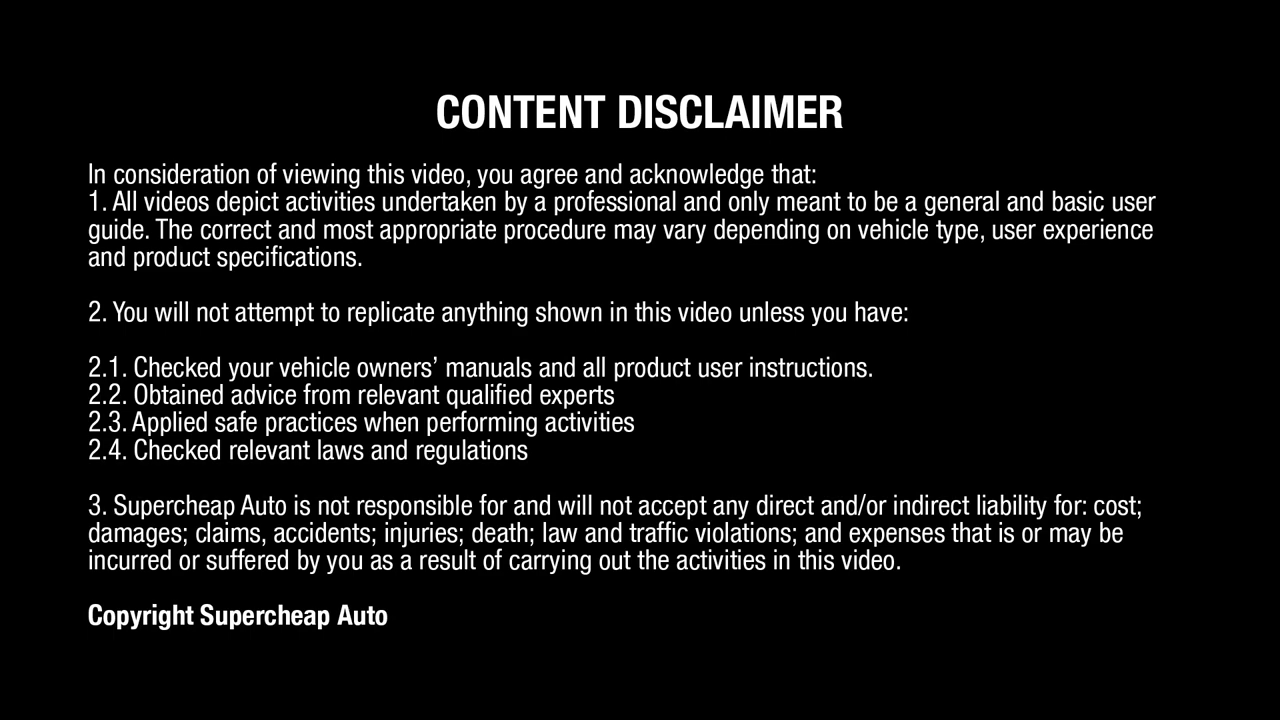 CONTENT DISCLAIMER
In consideration of viewing this video, you agree and acknowledge that:
1. All videos depict activities undertaken by a professional and only meant to be a general and basic user
guide. The correct and most appropriate procedure may vary depending on vehicle type, user experience
and product specifications.
2. You will not attempt to replicate anything shown in this video unless you have:
2.1. Checked your vehicle owners’ manuals and all product user instructions.
2.2. Obtained advice from relevant qualified experts
2.3. Applied safe practices when performing activities
2.4. Checked relevant laws and regulations
3. Supercheap Auto is not responsible for and will not accept any direct and/or indirect liability for: cost;
damages; claims, accidents; injuries; death; law and traffic violations; and expenses that is or may be
incurred or suffered by you as a result of carrying out the activities in this video.
Copyright Supercheap Auto